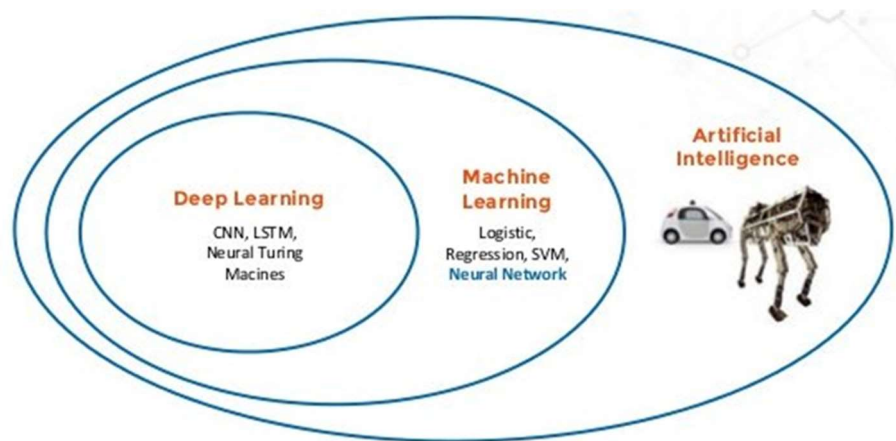 Deep Learning
CNN, LSTM,
Neural Turing
Macines
Machine
Learning
Logistic,
Regression, SVM,
Neural Network
Artificial
Intelligence